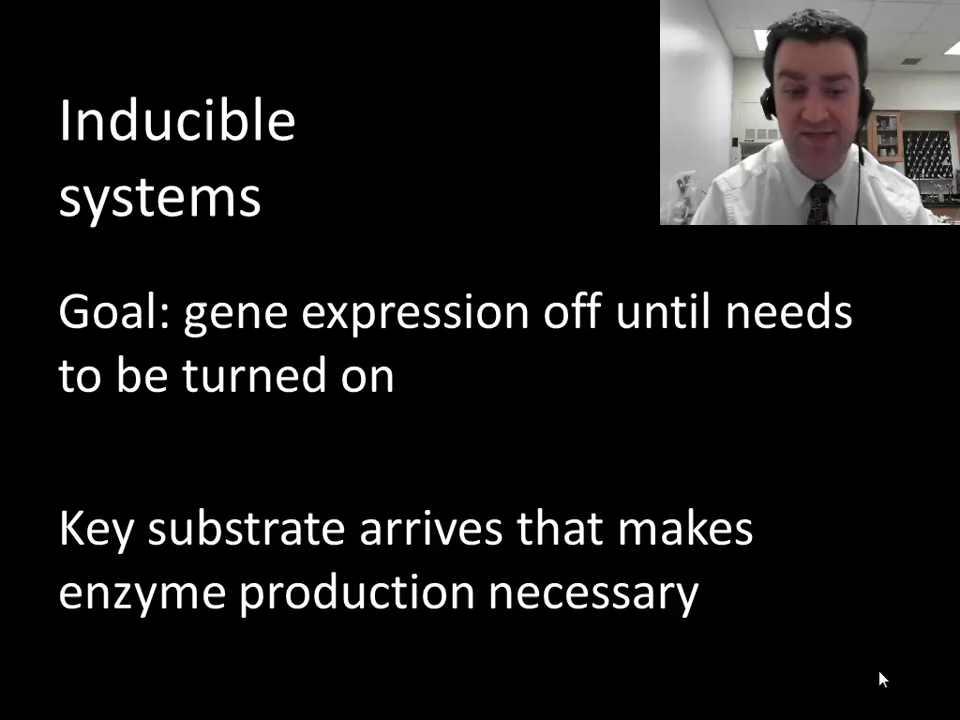 Inducible
systems
Goal: gene expression off until needs
to be turned on
Key substrate arrives that makes
enzyme production necessary